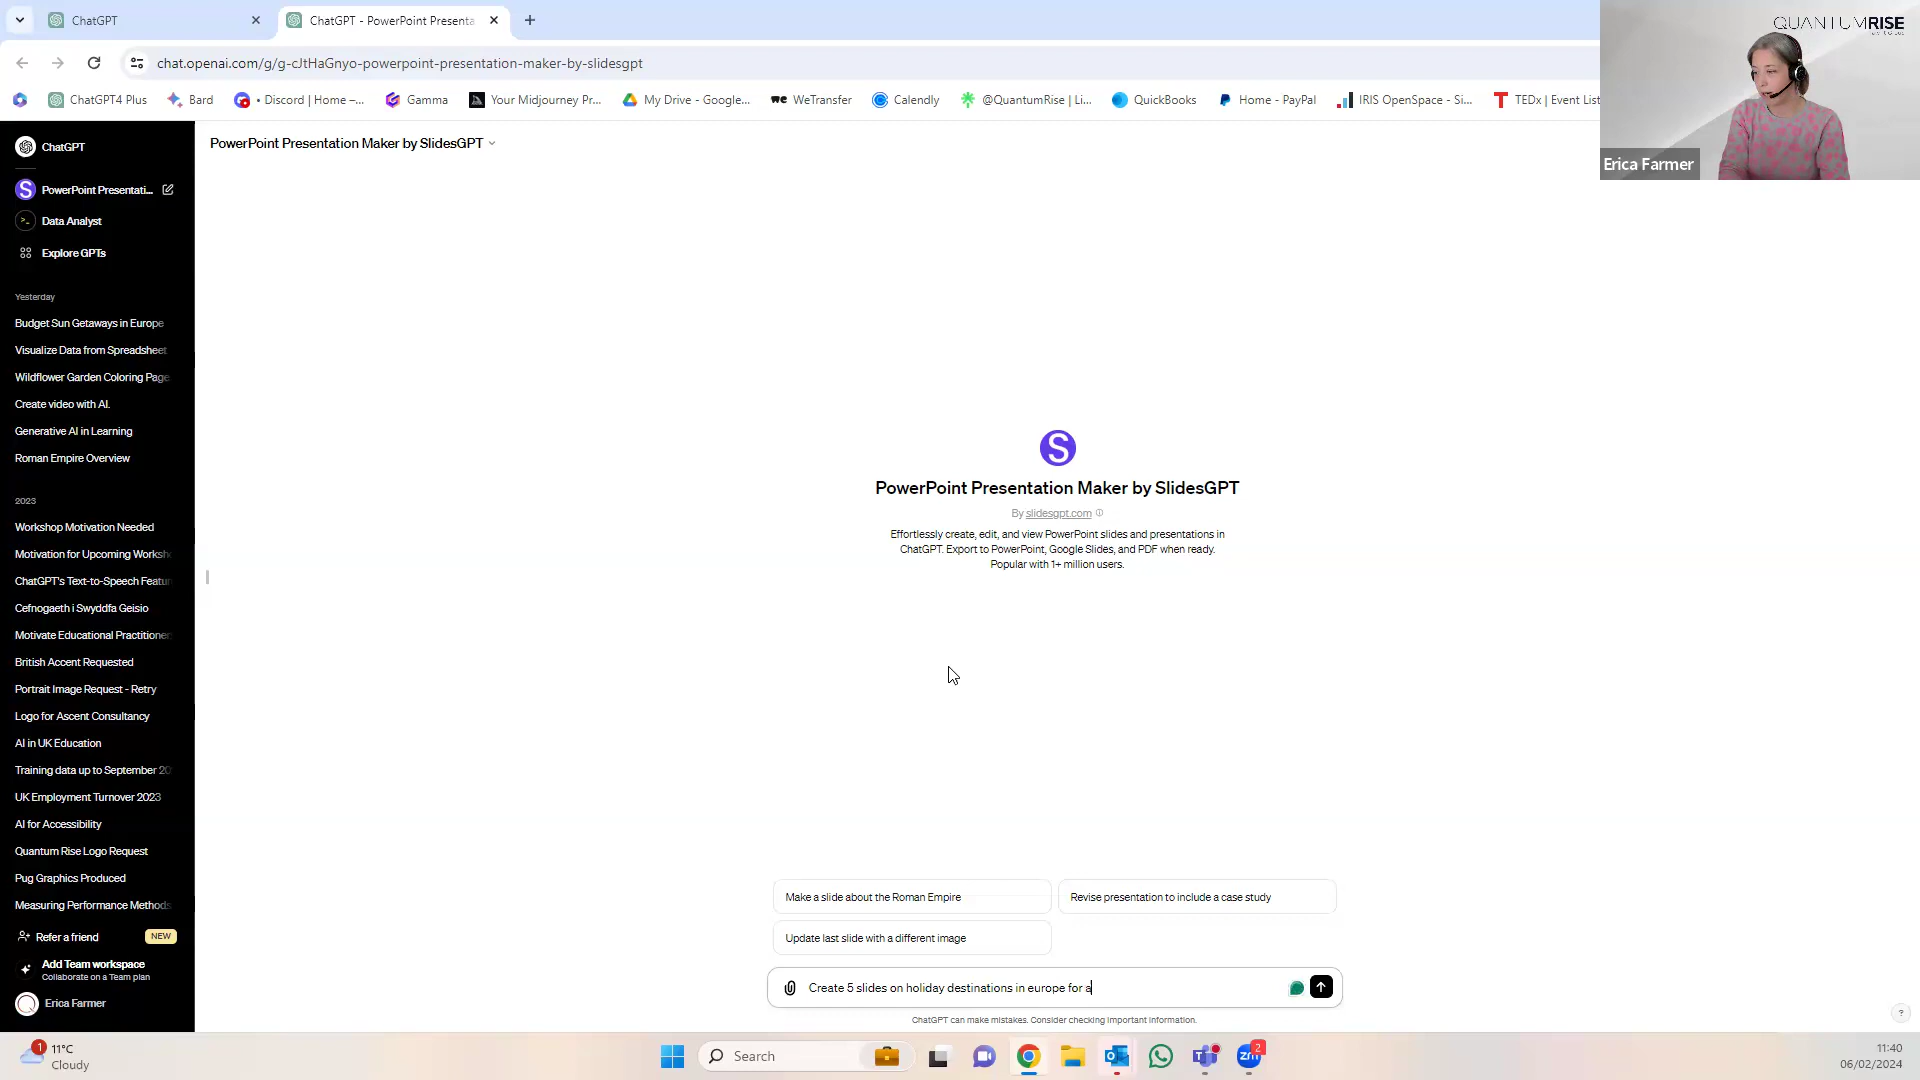 ChatGPT
ChatGPT - PowerPoint Presenta
chat.openai.com/g/g-cJtHaGnyo-powerpoint-presentation-maker-by-slidesgpt
ChatGPT4 Plus
Bard
• Discord | Home –...
Gamma
Your Midjourney Pr...
My Drive - Google...
WeTransfer
Calendly
@QuantumRise | Li...
QuickBooks
Home - PayPal
IRIS OpenSpace - Si...
TEDx | Event List
QUANTUMRISE
Erica Farmer
ChatGPT
PowerPoint Presentati...
Data Analyst
Explore GPTs
Yesterday
Budget Sun Getaways in Europe
Visualize Data from Spreadsheet
Wildflower Garden Coloring Page
Create video with AI.
Generative AI in Learning
Roman Empire Overview
2023
Workshop Motivation Needed
Motivation for Upcoming Worksh
ChatGPT's Text-to-Speech Featur
Cefnogaeth i Swyddfa Geisio
Motivate Educational Practitioner
British Accent Requested
Portrait Image Request - Retry
Logo for Ascent Consultancy
AI in UK Education
Training data up to September 20
UK Employment Turnover 2023
AI for Accessibility
Quantum Rise Logo Request
Pug Graphics Produced
Measuring Performance Methods
Refer a friend
NEW
Add Team workspace
Collaborate on a Team plan
Erica Farmer
PowerPoint Presentation Maker by SlidesGPT
S
PowerPoint Presentation Maker by SlidesGPT
By slidesgpt.com
Effortlessly create, edit, and view PowerPoint slides and presentations in
ChatGPT. Export to PowerPoint, Google Slides, and PDF when ready.
Popular with 1+ million users.
Make a slide about the Roman Empire
Revise presentation to include a case study
Update last slide with a different image
Create 5 slides on holiday destinations in europe for a
ChatGPT can make mistakes. Consider checking important information.
?
1
11°C
Cloudy
Search
zm
2
11:40
06/02/2024